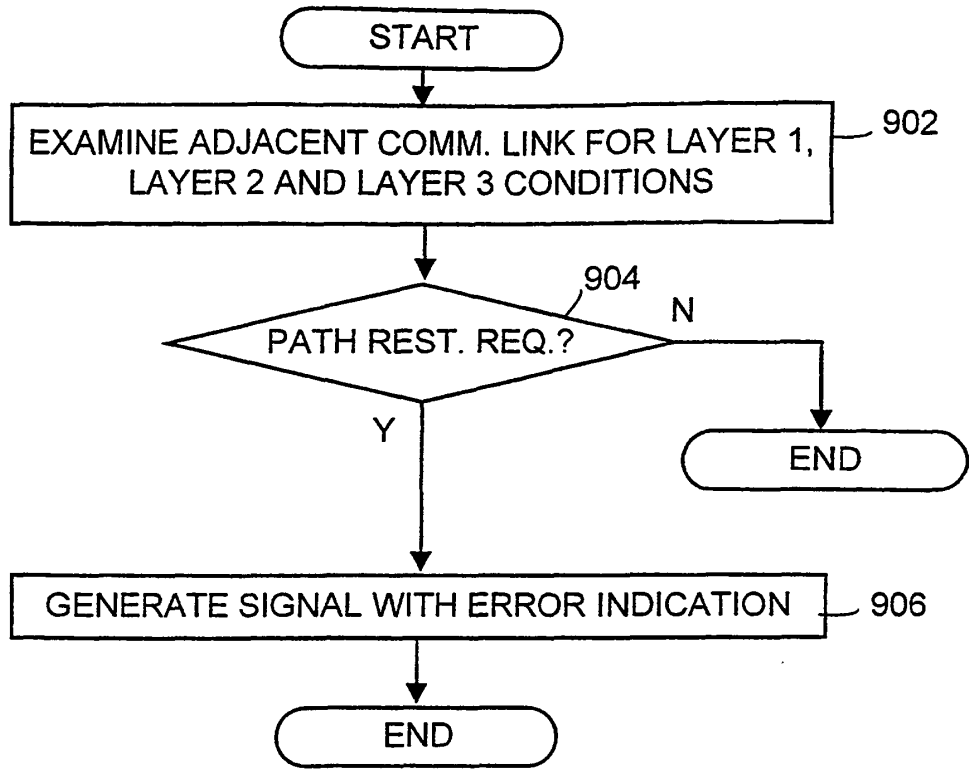 START
EXAMINE ADJACENT COMM. LINK FOR LAYER 1,
LAYER 2 AND LAYER 3 CONDITIONS
902
904
PATH REST. REQ.?
N
Y
END
GENERATE SIGNAL WITH ERROR INDICATION
906
END